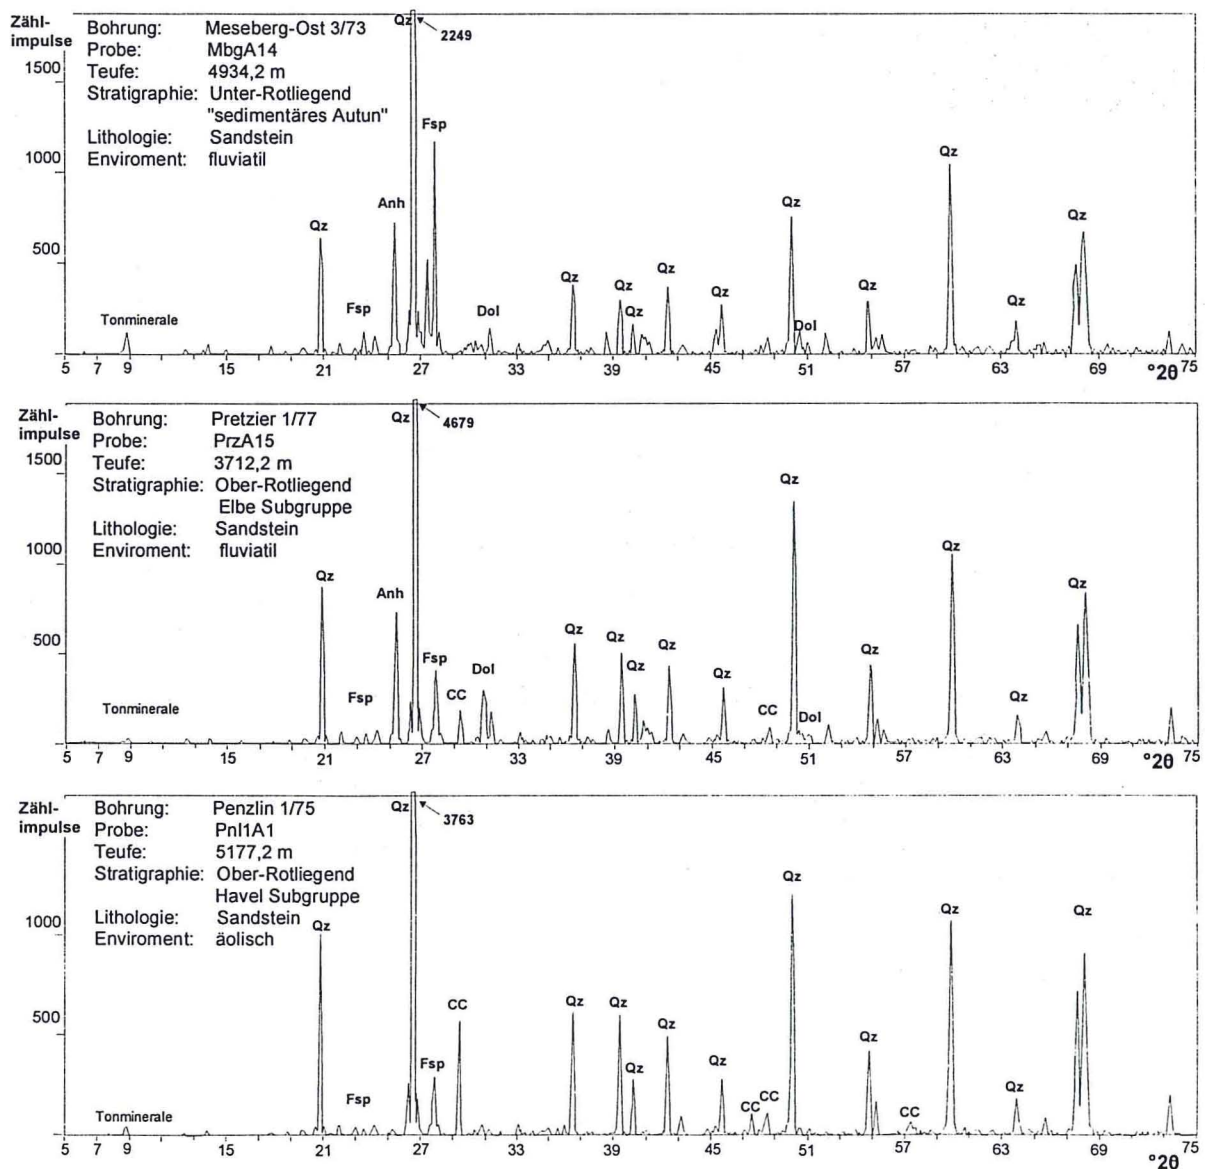 Zähl-
impulse
Bohrung: Meseberg-Ost 3/73
Probe: MbgA14
Teufe: 4934,2 m
Stratigraphie: Unter-Rotliegend
"sedimentäres Autun"
Lithologie: Sandstein
Enviroment: fluviatil
Qz
2249
1500
1000
500
Tonminerale
Qz
Fsp
Anh
Fsp
Dol
Qz
Qz
Qz
Qz
Qz
Qz
Dol
Qz
Qz
Qz
Qz
5 7 9 15 21 27 33 39 45 51 57 63 69 75
°2θ
Zähl-
impulse
Bohrung: Pretzier 1/77
Probe: PrzA15
Teufe: 3712,2 m
Stratigraphie: Ober-Rotliegend
Elbe Subgruppe
Lithologie: Sandstein
Enviroment: fluviatil
Qz
4679
1500
1000
500
Tonminerale
Qz
Fsp
Anh
Fsp
CC
Dol
Qz
Qz
Qz
Qz
Qz
CC
Qz
Dol
Qz
Qz
Qz
Qz
5 7 9 15 21 27 33 39 45 51 57 63 69 75
°2θ
Zähl-
impulse
Bohrung: Penzlin 1/75
Probe: Pnl1A1
Teufe: 5177,2 m
Stratigraphie: Ober-Rotliegend
Havel Subgruppe
Lithologie: Sandstein
Enviroment: äolisch
Qz
3763
1000
500
Tonminerale
Qz
Fsp
Fsp
CC
Qz
Qz
Qz
Qz
Qz
CC
CC
Qz
Qz
CC
Qz
Qz
Qz
5 7 9 15 21 27 33 39 45 51 57 63 69 75
°2θ